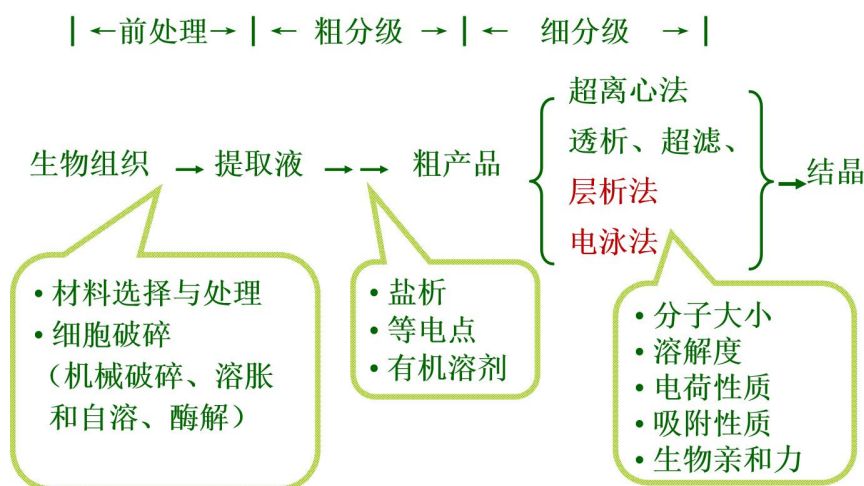 |←前处理→|← 粗分级 →|← 细分级 →|
生物组织 → 提取液 → → 粗产品
超离心法
透析、超滤、
层析法
电泳法
→结晶
• 材料选择与处理
• 细胞破碎
（机械破碎、溶胀
和自溶、酶解）
• 盐析
• 等电点
• 有机溶剂
• 分子大小
• 溶解度
• 电荷性质
• 吸附性质
• 生物亲和力